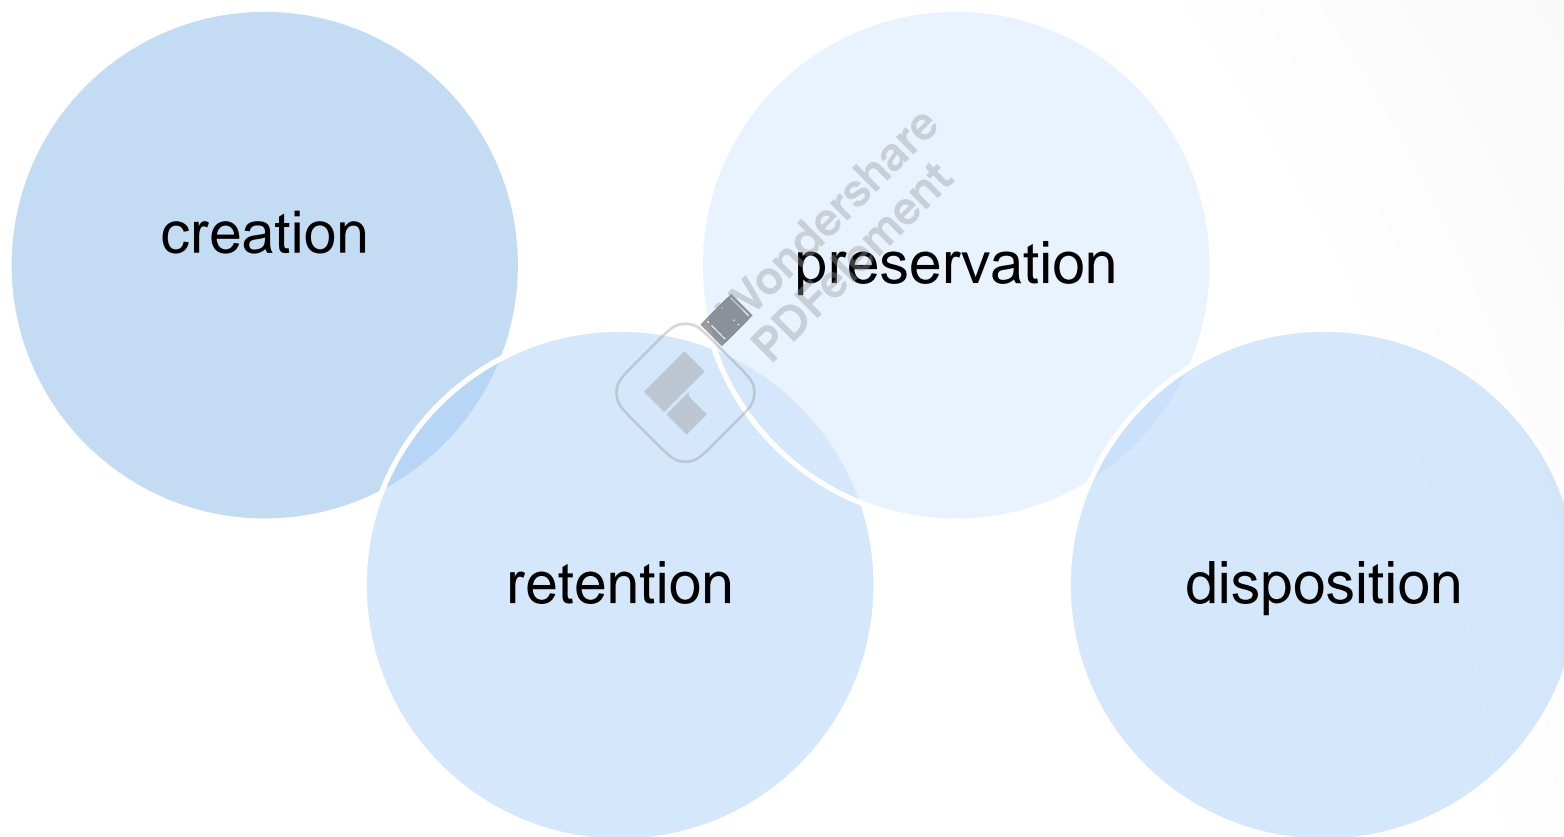 creation
preservation
retention
disposition
Wondershare
PDFelement